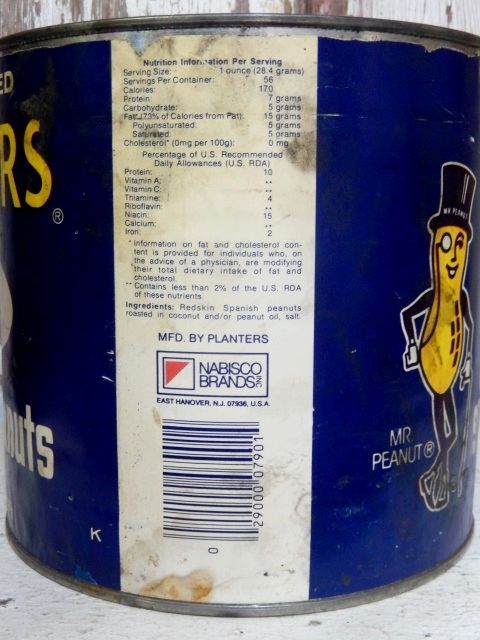 ED
RS
®
nuts
K
Nutrition Information Per Serving
Serving Size: 1 ounce (28.4 grams)
Servings Per Container: 56
Calories: 170
Protein: 7 grams
Carbohydrate: 5 grams
Fat (73% of Calories from Fat): 15 grams
Polyunsaturated: 5 grams
Saturated: 5 grams
Cholesterol* (0mg per 100g): 0 mg
Percentage of U.S. Recommended
Daily Allowances (U.S. RDA)
Protein: 10
Vitamin A: **
Vitamin C: **
Thiamine: 4
Riboflavin: **
Niacin: 15
Calcium: **
Iron: 2
* Information on fat and cholesterol con-
tent is provided for individuals who, on
the advice of a physician, are modifying
their total dietary intake of fat and
cholesterol.
** Contains less than 2% of the U.S. RDA
of these nutrients.
Ingredients: Redskin Spanish peanuts
roasted in coconut and/or peanut oil, salt.
MFD. BY PLANTERS
NABISCO
BRANDS INC
EAST HANOVER, N.J. 07936, U.S.A.
29000 07901
0
MR PEANUT
MR
PEANUT®